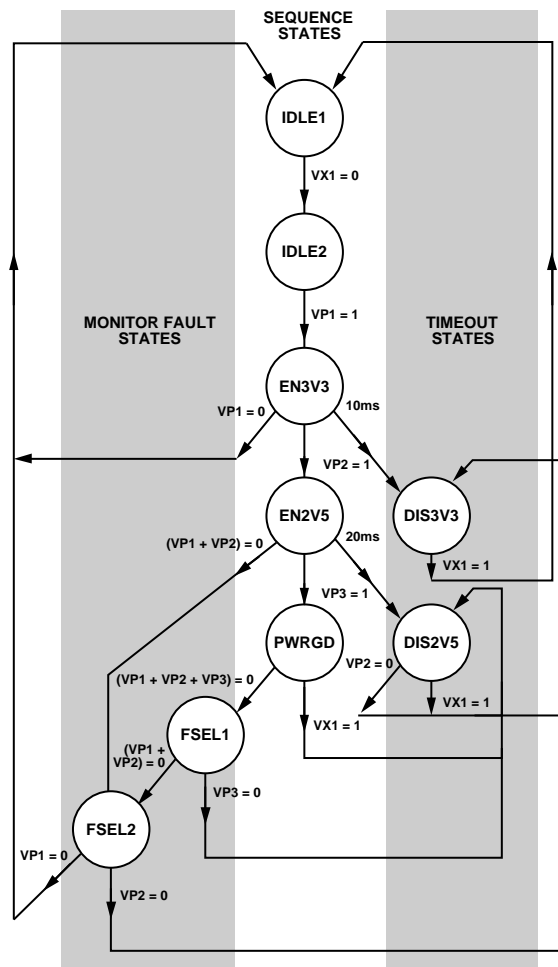 SEQUENCE
STATES
IDLE1
VX1 = 0
IDLE2
VP1 = 1
MONITOR FAULT
STATES
TIMEOUT
STATES
EN3V3
VP1 = 0
10ms
VP2 = 1
EN2V5
DIS3V3
(VP1 + VP2) = 0
20ms
VX1 = 1
VP3 = 1
PWRGD
DIS2V5
VP2 = 0
(VP1 + VP2 + VP3) = 0
VX1 = 1
VX1 = 1
FSEL1
(VP1 +
VP2) = 0
VP3 = 0
FSEL2
VP1 = 0
VP2 = 0